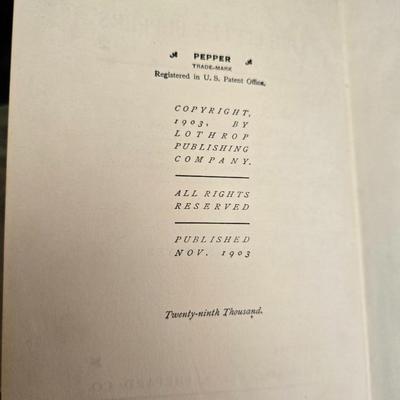 PEPPER
TRADE-MARK
Registered in U. S. Patent Office.
COPYRIGHT,
1903, BY
LOTHROP
PUBLISHING
COMPANY.
ALL RIGHTS
RESERVED
PUBLISHED
NOV. 1903
Twenty-ninth Thousand.